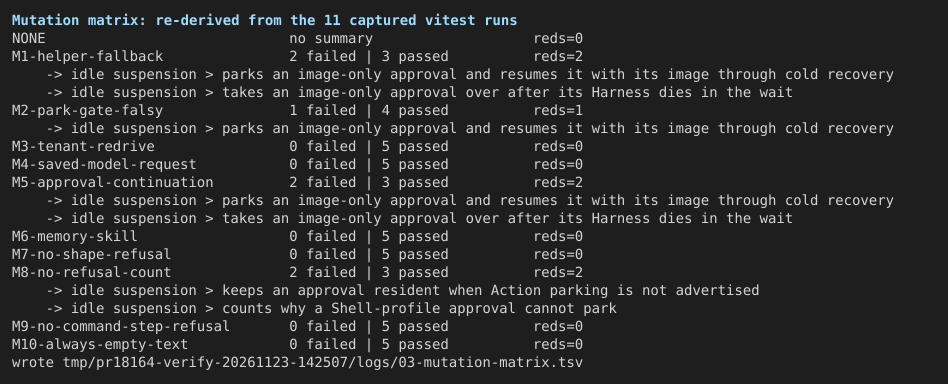 Mutation matrix: re-derived from the 11 captured vitest runs
NONE no summary reds=0
M1-helper-fallback 2 failed | 3 passed reds=2
-> idle suspension > parks an image-only approval and resumes it with its image through cold recovery
-> idle suspension > takes an image-only approval over after its Harness dies in the wait
M2-park-gate-falsy 1 failed | 4 passed reds=1
-> idle suspension > parks an image-only approval and resumes it with its image through cold recovery
M3-tenant-redrive 0 failed | 5 passed reds=0
M4-saved-model-request 0 failed | 5 passed reds=0
M5-approval-continuation 2 failed | 3 passed reds=2
-> idle suspension > parks an image-only approval and resumes it with its image through cold recovery
-> idle suspension > takes an image-only approval over after its Harness dies in the wait
M6-memory-skill 0 failed | 5 passed reds=0
M7-no-shape-refusal 0 failed | 5 passed reds=0
M8-no-refusal-count 2 failed | 3 passed reds=2
-> idle suspension > keeps an approval resident when Action parking is not advertised
-> idle suspension > counts why a Shell-profile approval cannot park
M9-no-command-step-refusal 0 failed | 5 passed reds=0
M10-always-empty-text 0 failed | 5 passed reds=0
wrote tmp/pr18164-verify-20261123-142507/logs/03-mutation-matrix.tsv